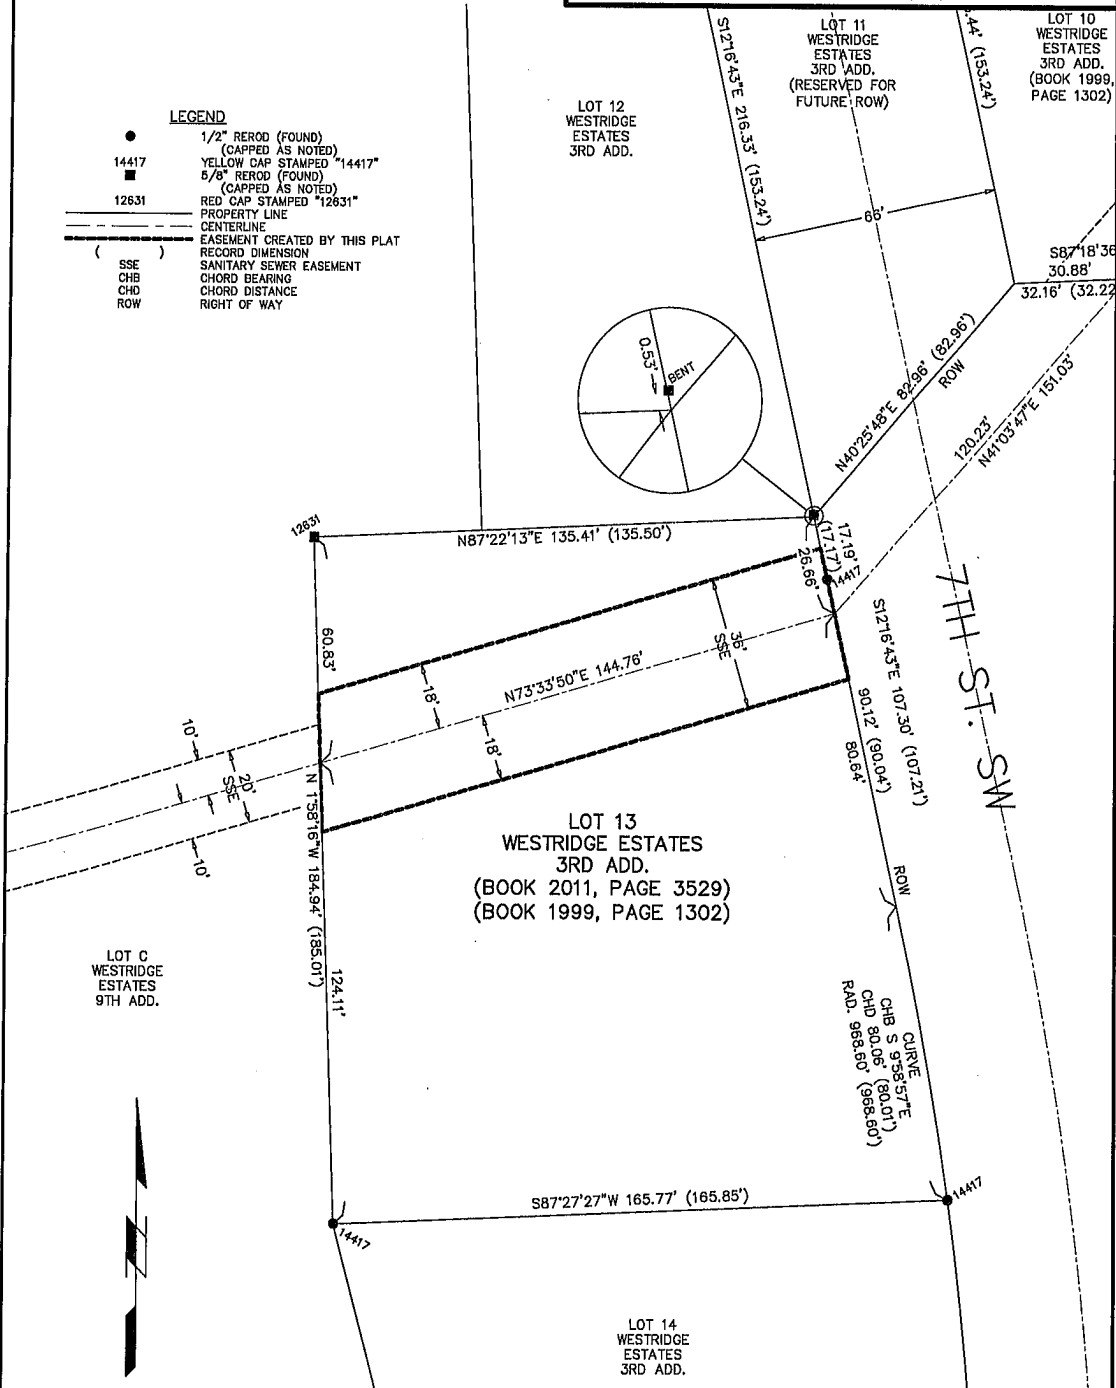 LOT 11
WESTRIDGE
ESTATES
3RD ADD.
(RESERVED FOR
FUTURE ROW)
LOT 10
WESTRIDGE
ESTATES
3RD ADD.
(BOOK 1999,
PAGE 1302)
S12°16'43"E 216.33' (153.24')
.44' (153.24')
LOT 12
WESTRIDGE
ESTATES
3RD ADD.
LEGEND
1/2" REROD (FOUND)
(CAPPED AS NOTED)
14417 YELLOW CAP STAMPED "14417"
5/8" REROD (FOUND)
(CAPPED AS NOTED)
12631 RED CAP STAMPED "12631"
PROPERTY LINE
CENTERLINE
EASEMENT CREATED BY THIS PLAT
( ) RECORD DIMENSION
SSE SANITARY SEWER EASEMENT
CHB CHORD BEARING
CHD CHORD DISTANCE
ROW RIGHT OF WAY
66'
S87°18'36
30.88'
32.16' (32.22
0.53'
BENT
N40°25'48"E 82.96' (82.96')
ROW
120.23'
N41°03'47"E 151.03'
12631
N87°22'13"E 135.41' (135.50')
17.19'
(17.17')
26.66'
14417
7TH ST. SW
60.83'
36'
SSE
N73°33'50"E 144.76'
18'
18'
S12°16'43"E 107.30' (107.21')
90.12' (90.04')
80.64'
10'
20'
SSE
10'
N 1°58'16"W 184.94' (185.01')
LOT 13
WESTRIDGE ESTATES
3RD ADD.
(BOOK 2011, PAGE 3529)
(BOOK 1999, PAGE 1302)
ROW
LOT C
WESTRIDGE
ESTATES
9TH ADD.
124.11'
CURVE
CHB S 9°58'57"E
CHD 80.06' (80.01')
RAD. 968.60' (968.60')
S87°27'27"W 165.77' (165.85')
14417
14417
N
LOT 14
WESTRIDGE
ESTATES
3RD ADD.